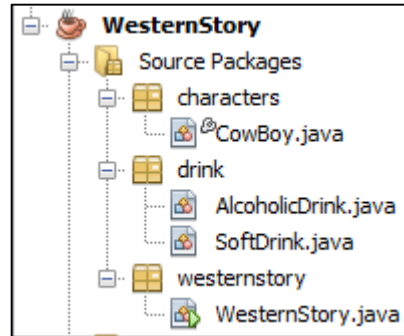 WesternStory
Source Packages
characters
CowBoy.java
drink
AlcoholicDrink.java
SoftDrink.java
westernstory
WesternStory.java